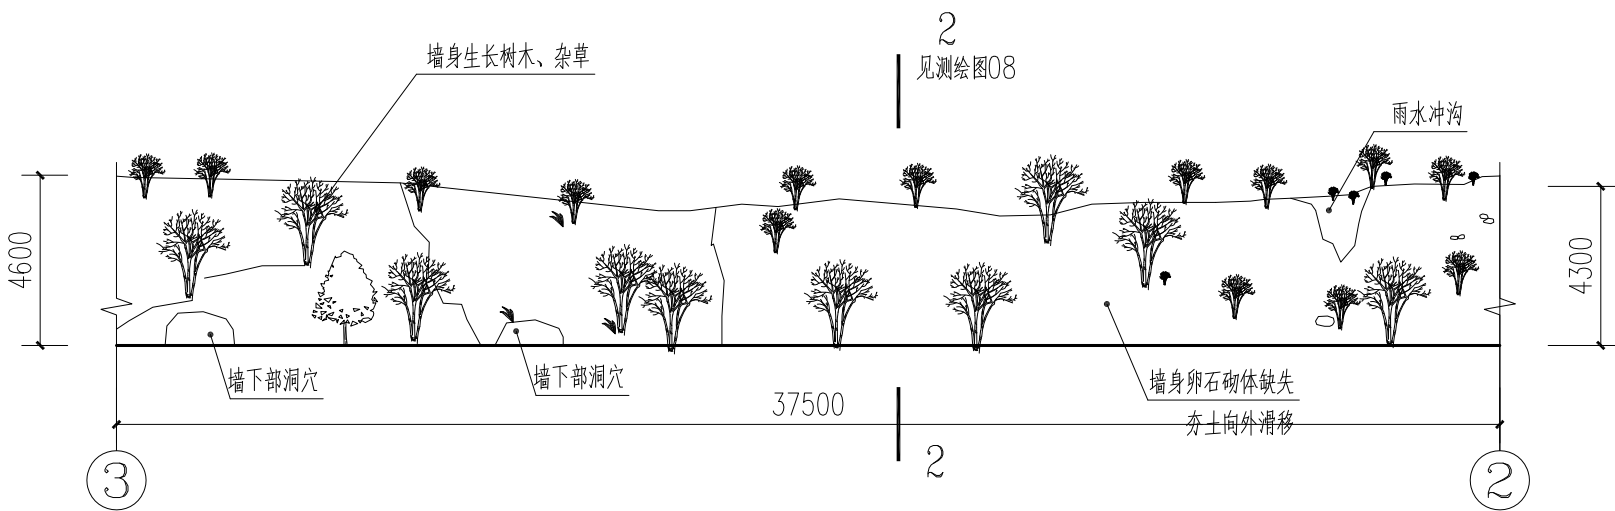 2
见测绘图08
墙身生长树木、杂草
雨水冲沟
4600
4300
墙下部洞穴
墙下部洞穴
墙身卵石砌体缺失
夯土向外滑移
37500
2
3
2